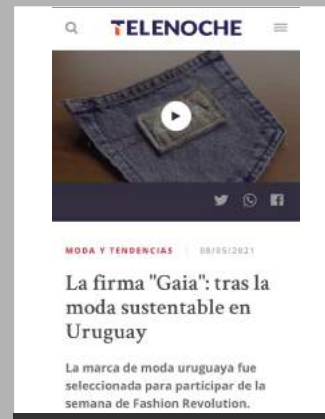 TELENOCHE
MODA Y TENDENCIAS | 08/05/2021
La firma "Gaia": tras la
moda sustentable en
Uruguay
La marca de moda uruguaya fue
seleccionada para participar de la
semana de Fashion Revolution.